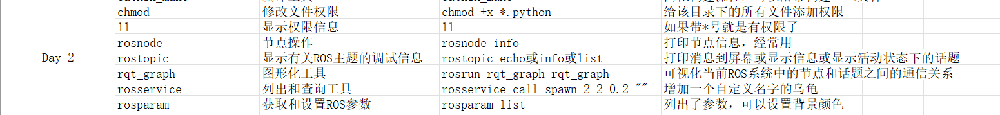 chmod 修改文件权限 chmod +x *.python 给该目录下的所有文件添加权限
ll 显示权限信息 ll 如果带*号就是有权限了
rosnode 节点操作 rosnode info 打印节点信息，经常用
Day 2 rostopic 显示有关ROS主题的调试信息 rostopic echo或info或list 打印消息到屏幕或显示信息或显示活动状态下的话题
rqt_graph 图形化工具 rosrun rqt_graph rqt_graph 可视化当前ROS系统中的节点和话题之间的通信关系
rosservice 列出和查询工具 rosservice call spawn 2 2 0.2 "" 增加一个自定义名字的乌龟
rosparam 获取和设置ROS参数 rosparam list 列出了参数，可以设置背景颜色